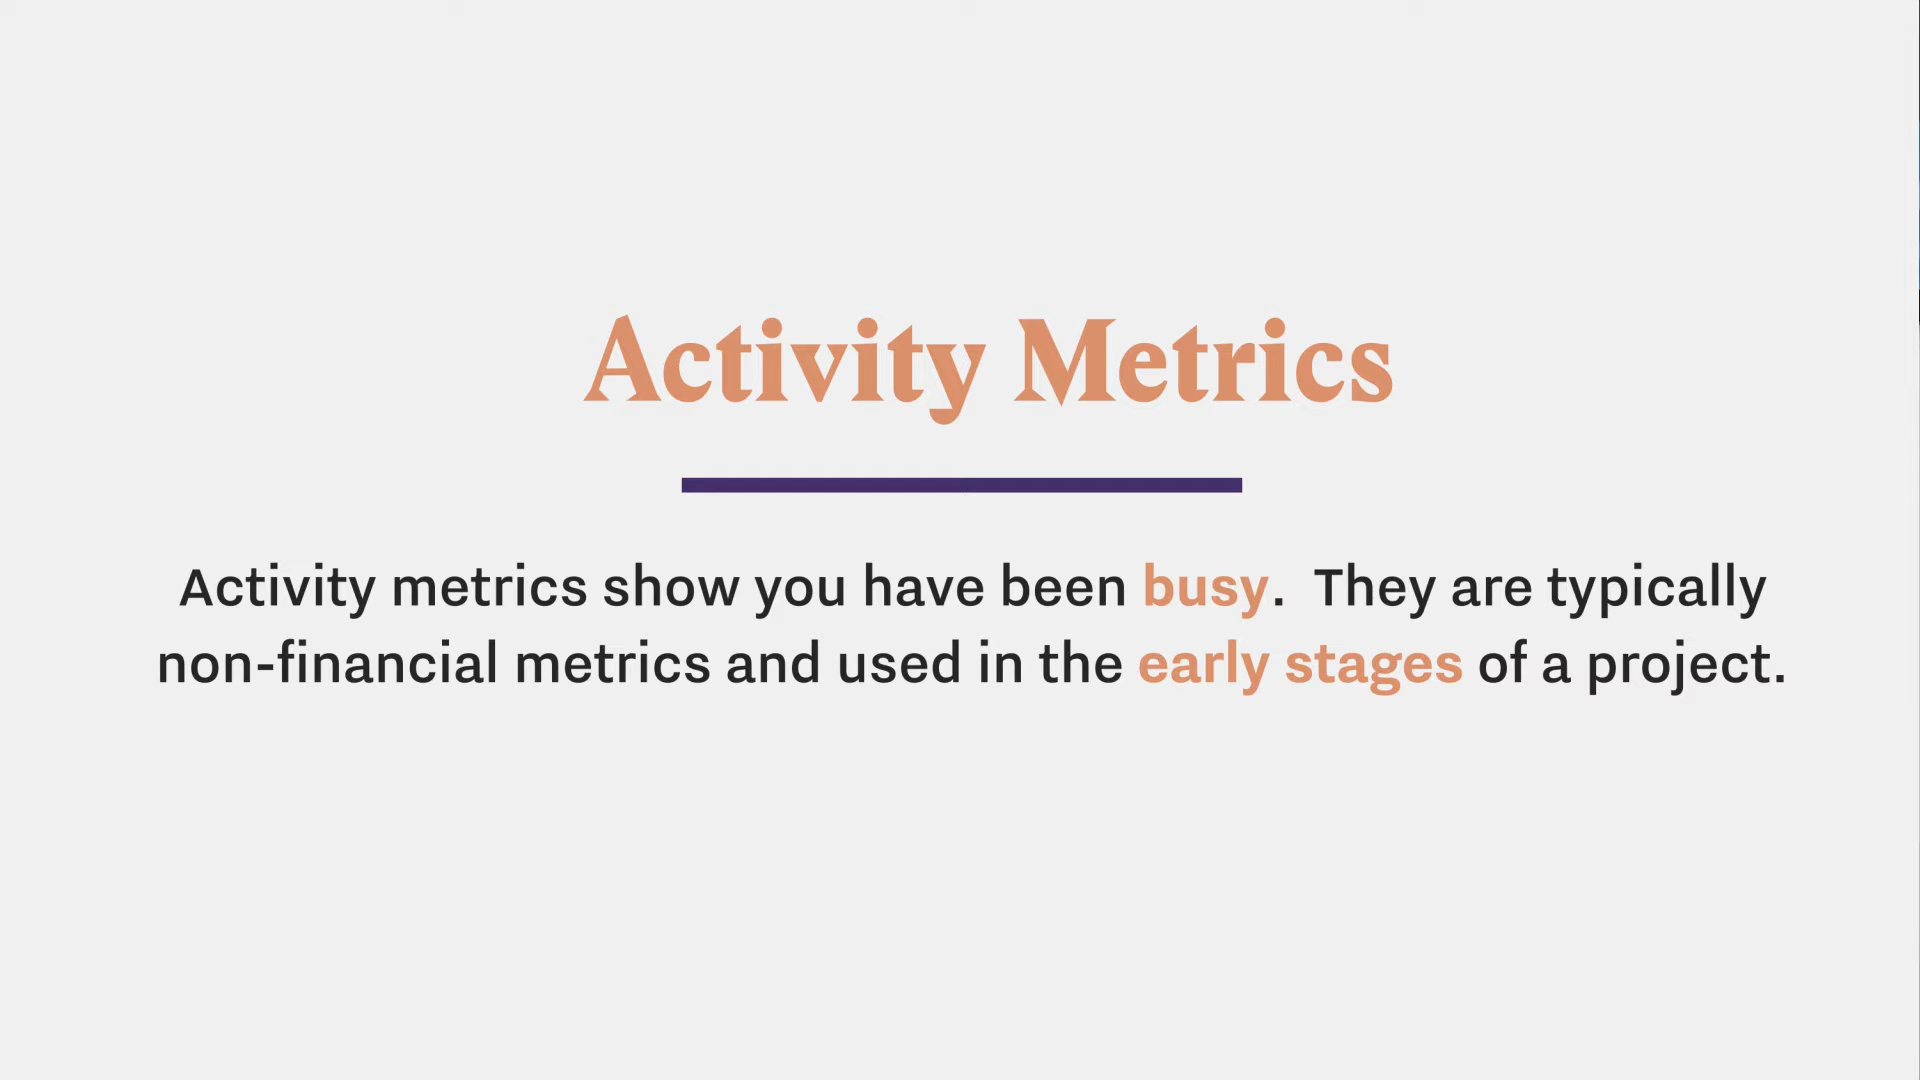 Activity Metrics
Activity metrics show you have been busy.  They are typically
non-financial metrics and used in the early stages of a project.